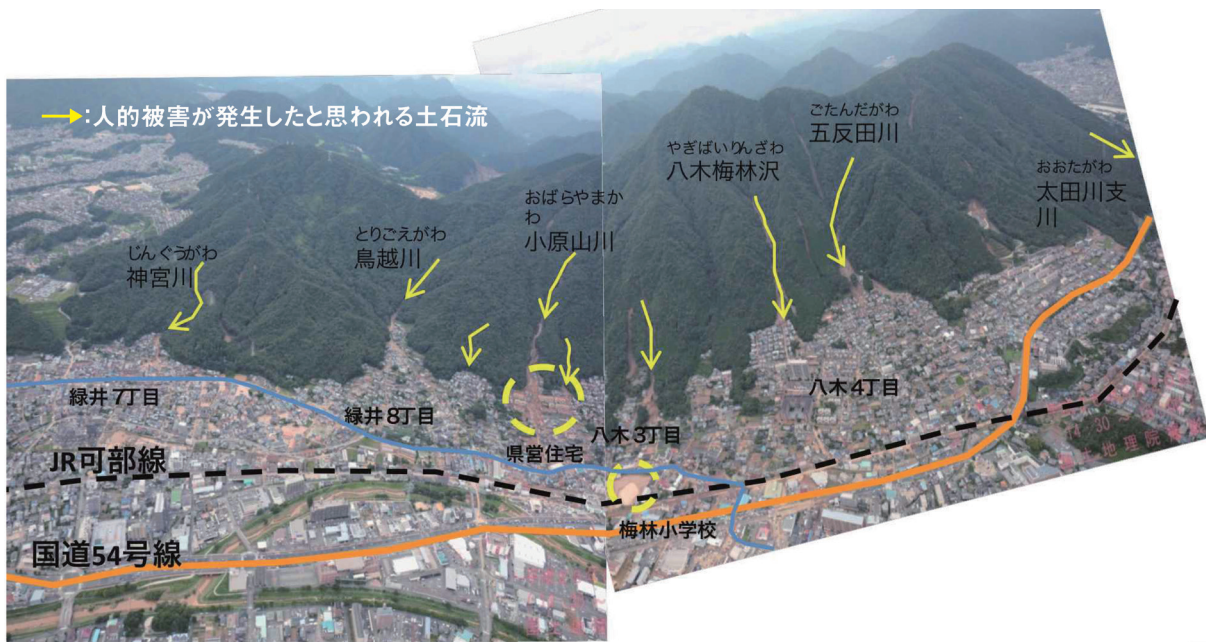 :人的被害が発生したと思われる土石流
じんぐうがわ
神宮川
とりごえがわ
鳥越川
おばらやまか
わ
小原山川
やぎばいりんざわ
八木梅林沢
ごたんだがわ
五反田川
おおたがわ
太田川支
川
緑井7丁目
緑井8丁目
県営住宅
八木3丁目
八木4丁目
JR可部線
梅林小学校
国道54号線
30